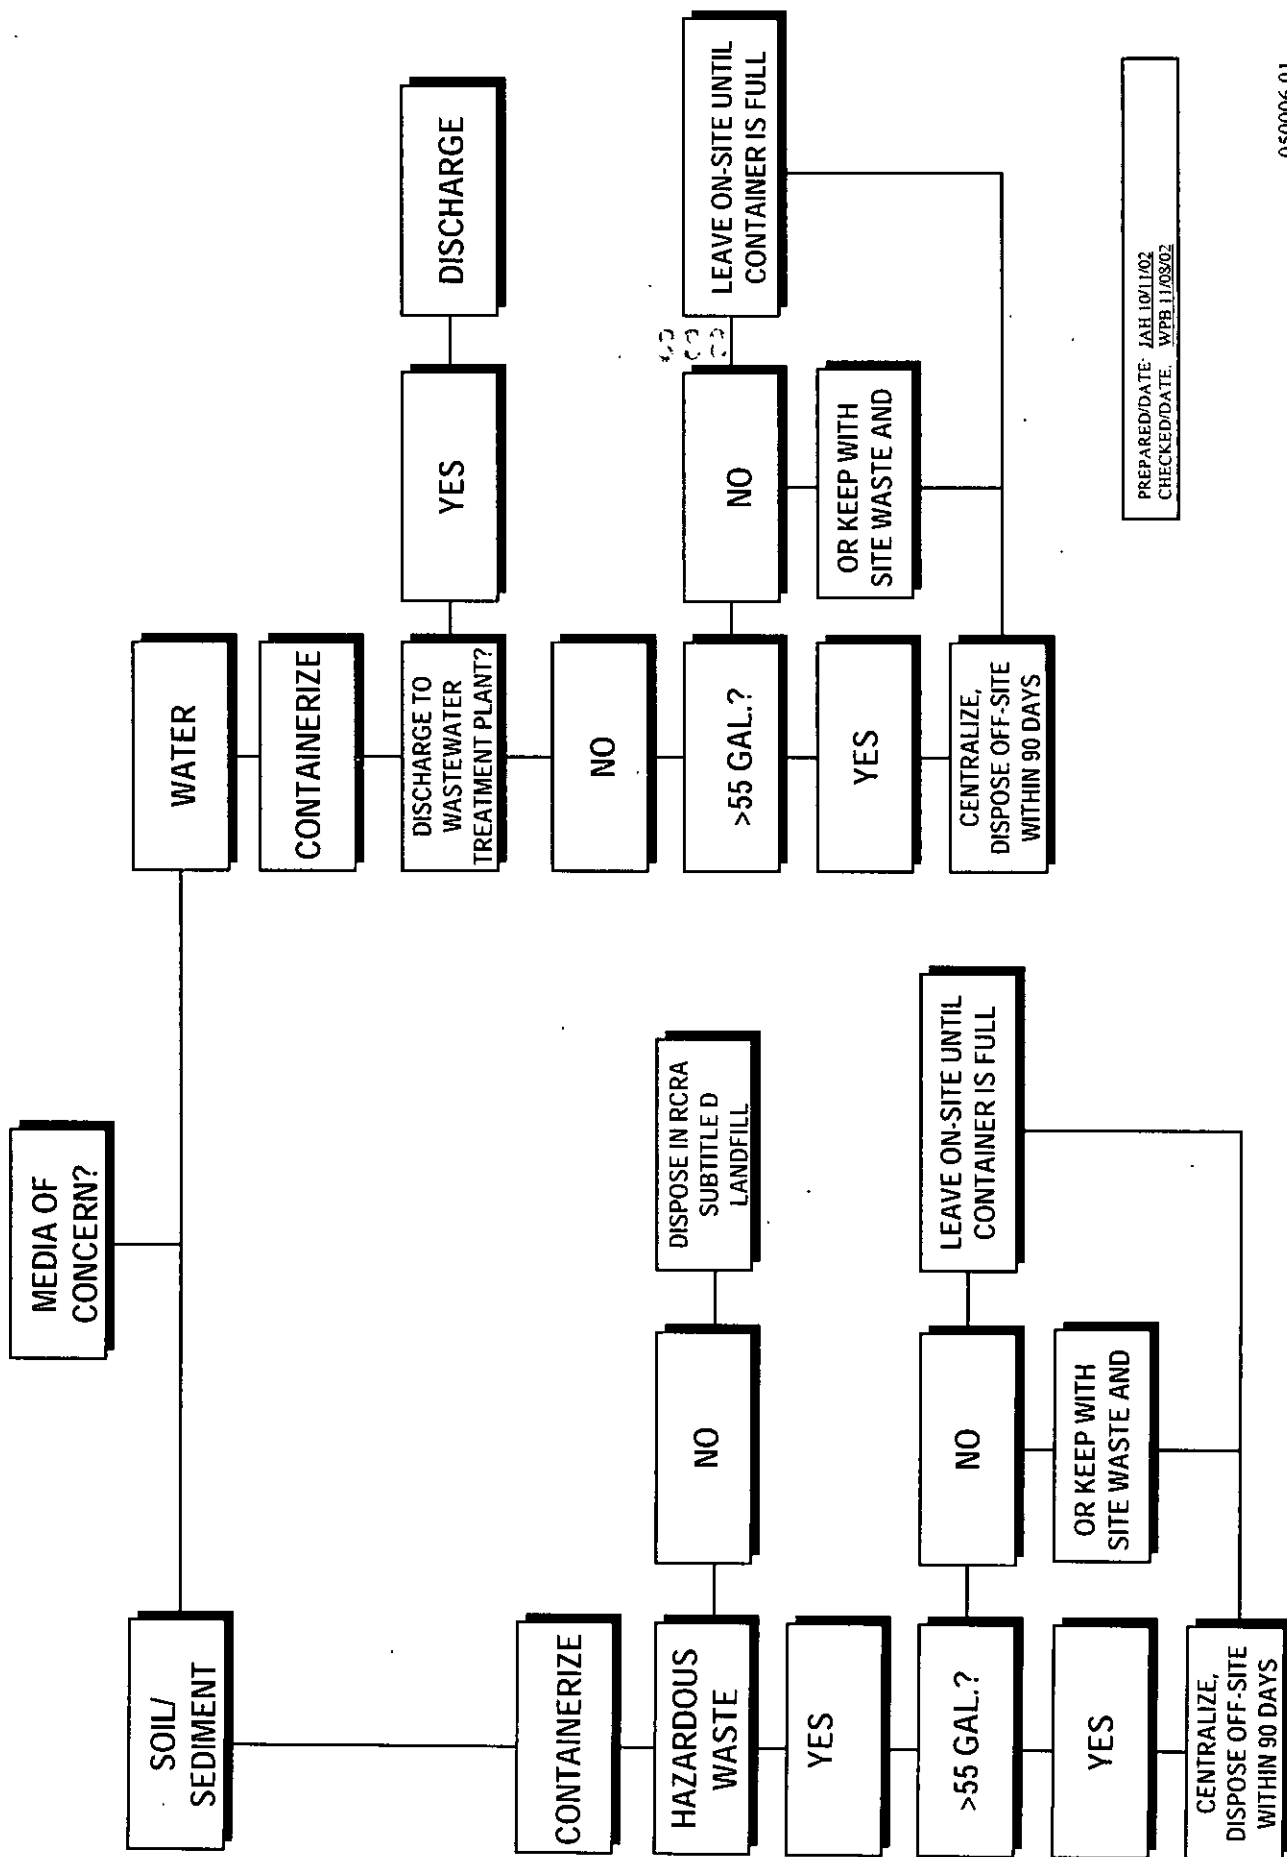 MEDIA OF
CONCERN?
SOIL/
SEDIMENT
CONTAINERIZE
HAZARDOUS
WASTE
NO
DISPOSE IN RCRA
SUBTITLE D
LANDFILL
YES
>55 GAL.?
NO
LEAVE ON-SITE UNTIL
CONTAINER IS FULL
OR KEEP WITH
SITE WASTE AND
YES
CENTRALIZE,
DISPOSE OFF-SITE
WITHIN 90 DAYS
WATER
CONTAINERIZE
DISCHARGE TO
WASTEWATER
TREATMENT PLANT?
YES
DISCHARGE
NO
>55 GAL.?
NO
LEAVE ON-SITE UNTIL
CONTAINER IS FULL
OR KEEP WITH
SITE WASTE AND
YES
CENTRALIZE,
DISPOSE OFF-SITE
WITHIN 90 DAYS
PREPARED/DATE: JAH 10/11/02
CHECKED/DATE. WPB 11/08/02